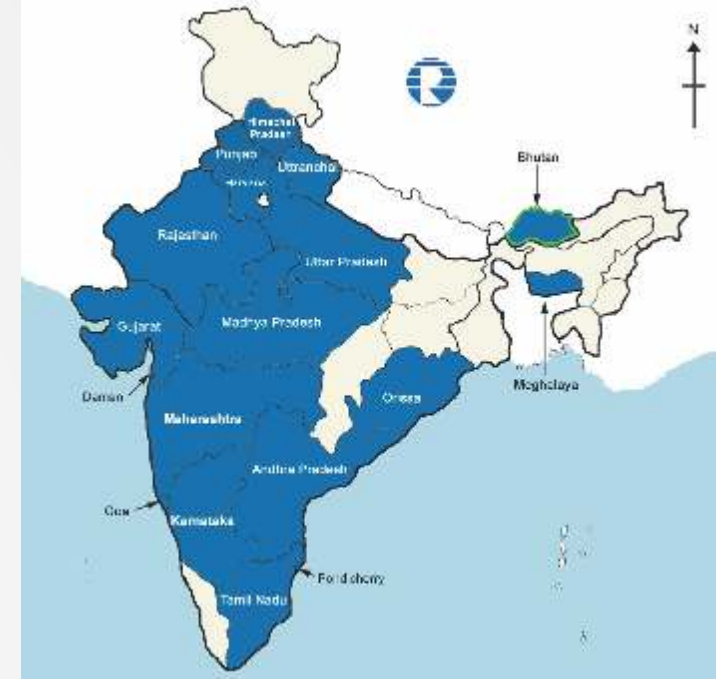 N
Himachal
Pradesh
Punjab
Uttranchal
Bhutan
Rajasthan
Uttar Pradesh
Gujarat
Madhya Pradesh
Daman
Meghalaya
Orissa
Maharashtra
Andhra Pradesh
Goa
Karnataka
Pondicherry
Tamil Nadu